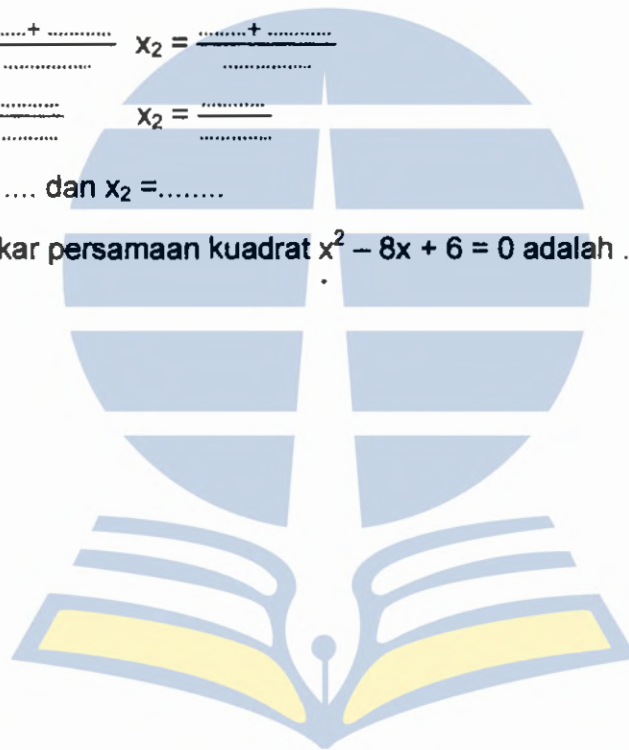 .....+ ........... x₂ = ........+ ...........
............... ...............
........... x₂ = ...........
........... .............
.... dan x₂ =........
kar persamaan kuadrat x² – 8x + 6 = 0 adalah .